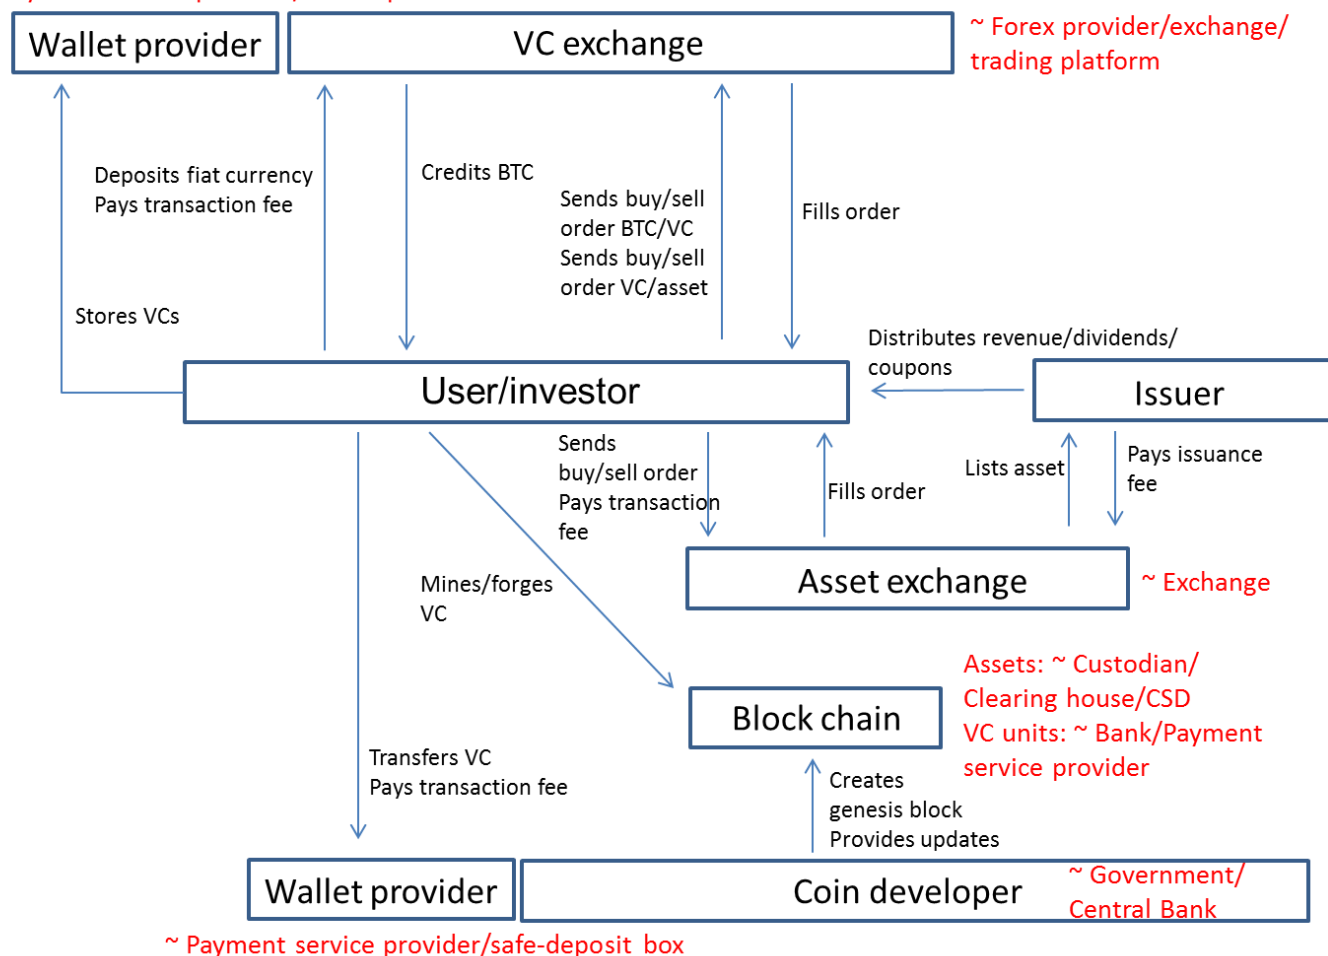 Wallet provider
VC exchange
~ Forex provider/exchange/
trading platform
Deposits fiat currency
Pays transaction fee
Credits BTC
Sends buy/sell
order BTC/VC
Sends buy/sell
order VC/asset
Fills order
Stores VCs
Distributes revenue/dividends/
coupons
User/investor
Issuer
Sends
buy/sell order
Pays transaction
fee
Fills order
Lists asset
Pays issuance
fee
Asset exchange
~ Exchange
Mines/forges
VC
Assets: ~ Custodian/
Clearing house/CSD
VC units: ~ Bank/Payment
service provider
Block chain
Transfers VC
Pays transaction fee
Creates
genesis block
Provides updates
Wallet provider
Coin developer
~ Government/
Central Bank
~ Payment service provider/safe-deposit box